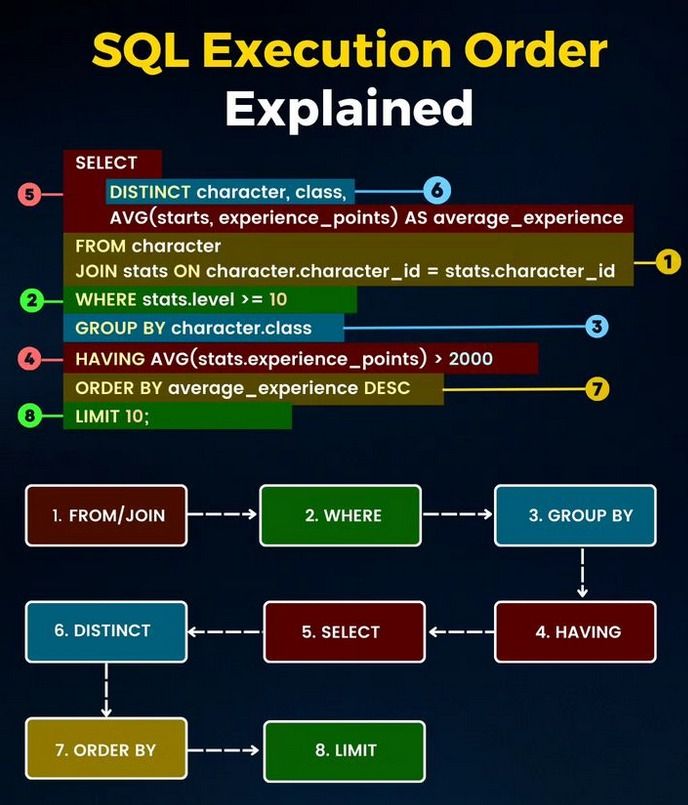 SQL Execution Order
Explained
SELECT
5
DISTINCT character, class,
6
AVG(starts, experience_points) AS average_experience
FROM character
JOIN stats ON character.character_id = stats.character_id
1
2
WHERE stats.level >= 10
GROUP BY character.class
3
4
HAVING AVG(stats.experience_points) > 2000
ORDER BY average_experience DESC
7
8
LIMIT 10;
1. FROM/JOIN
2. WHERE
3. GROUP BY
6. DISTINCT
5. SELECT
4. HAVING
7. ORDER BY
8. LIMIT